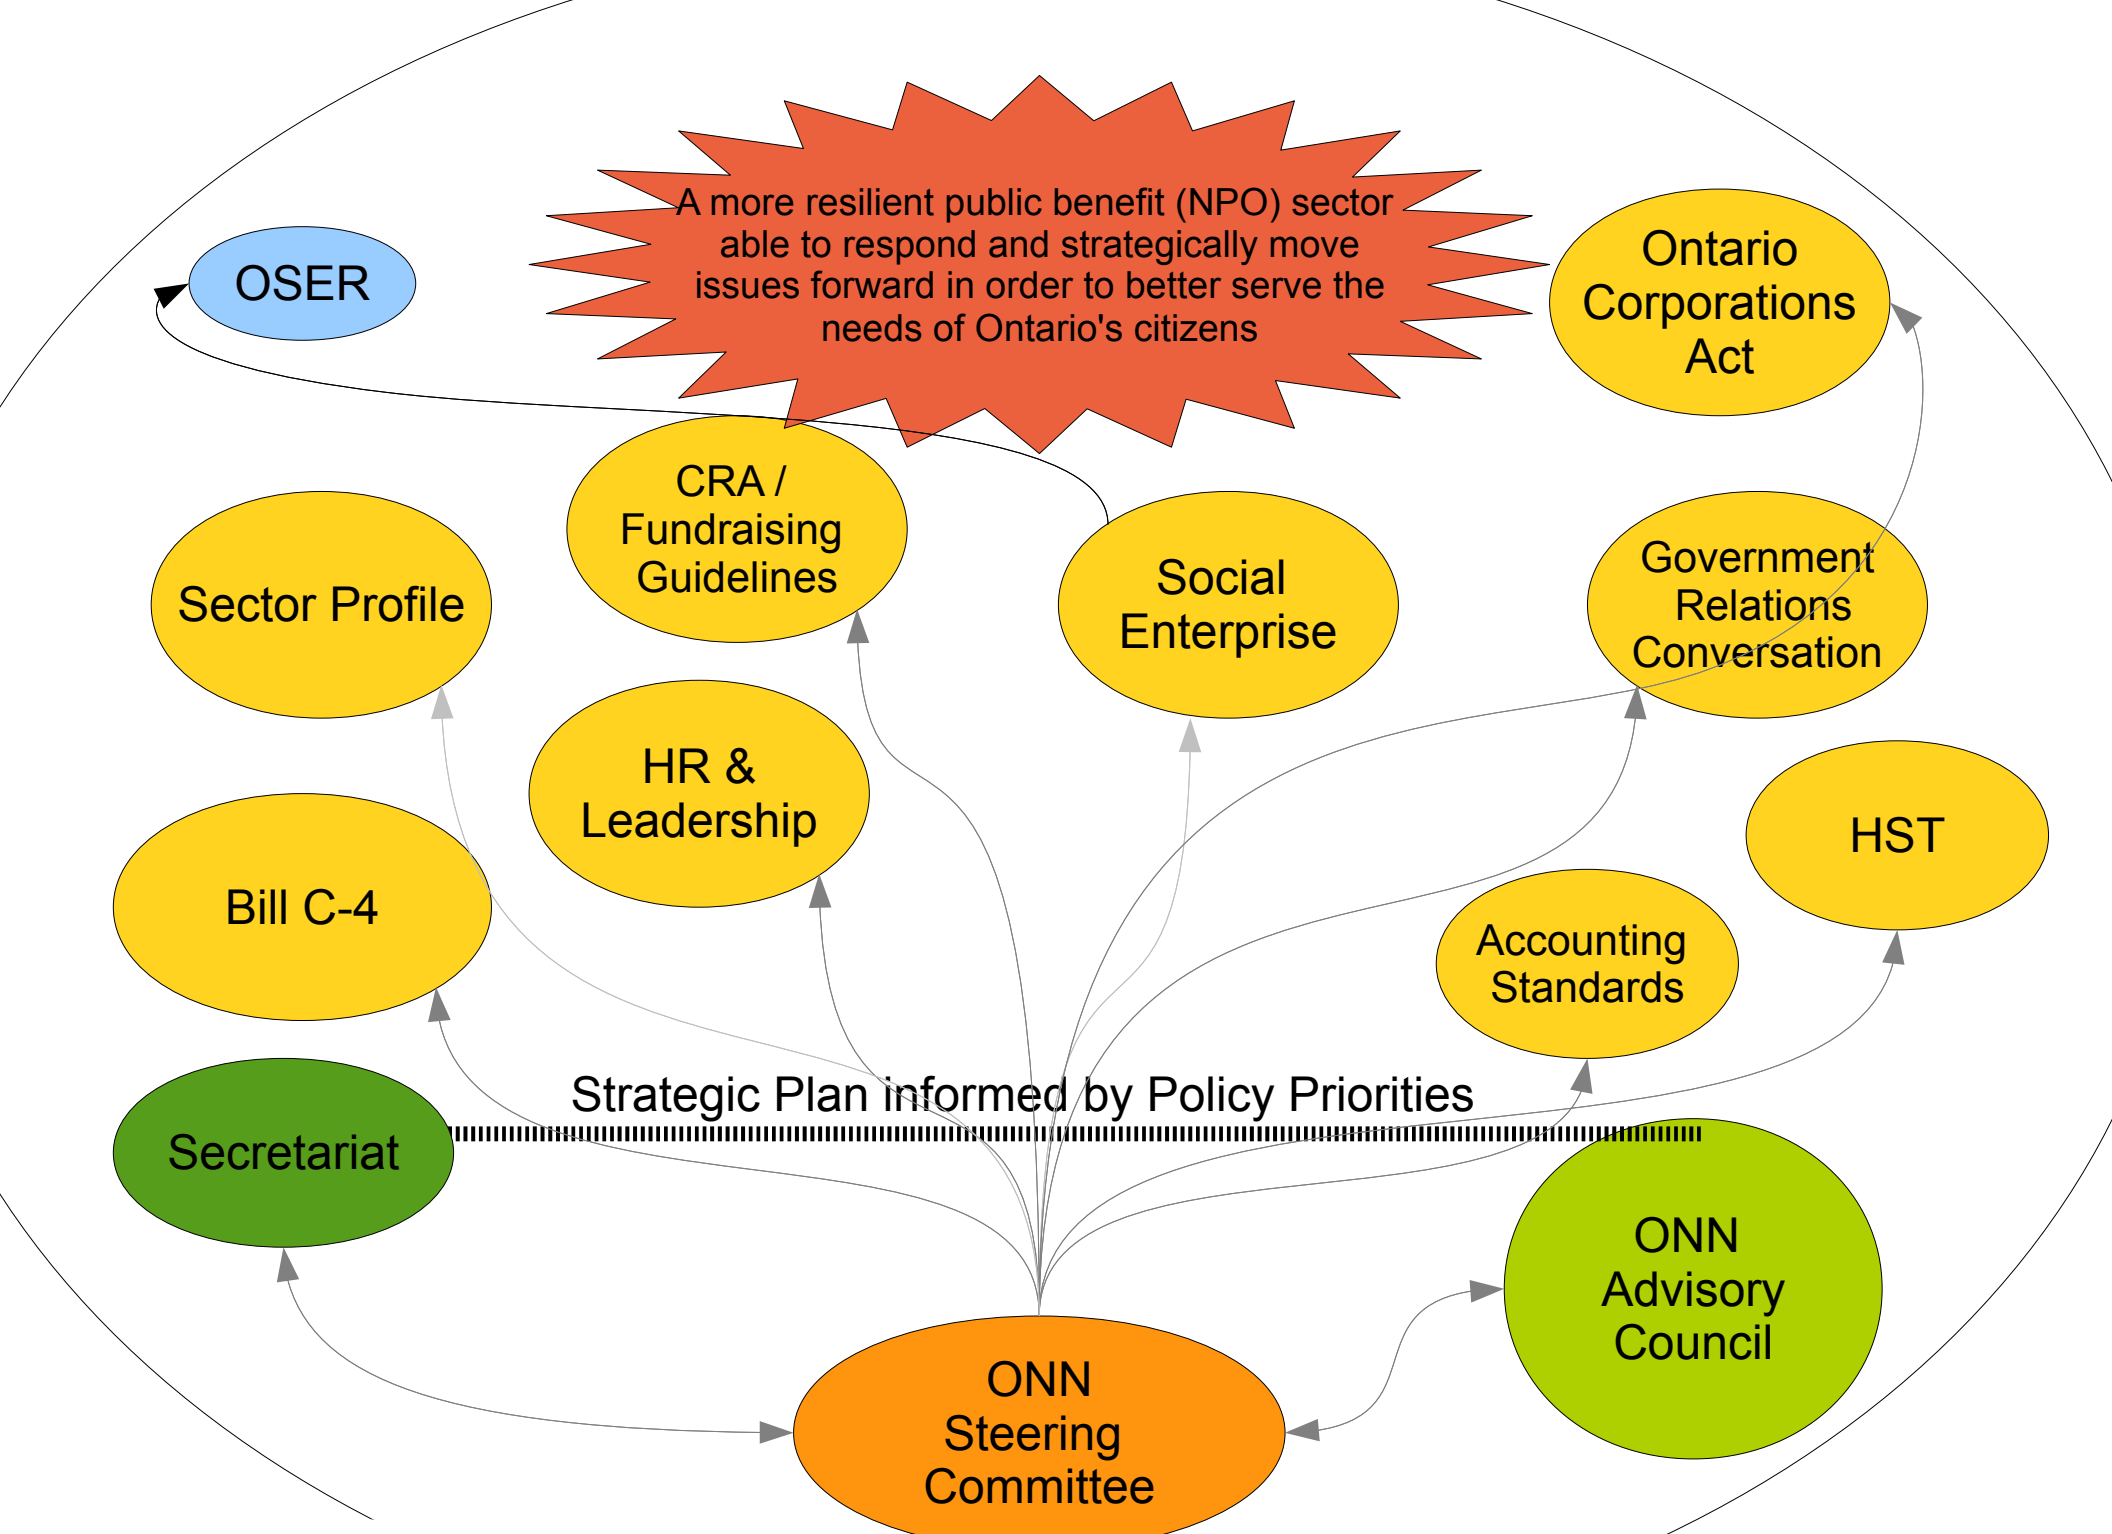 A more resilient public benefit (NPO) sector
able to respond and strategically move
issues forward in order to better serve the
needs of Ontario's citizens
OSER
Ontario
Corporations
Act
CRA /
Fundraising
Guidelines
Sector Profile
Social
Enterprise
Government
Relations
Conversation
HR &
Leadership
HST
Bill C-4
Accounting
Standards
Strategic Plan informed by Policy Priorities
Secretariat
ONN
Advisory
Council
ONN
Steering
Committee